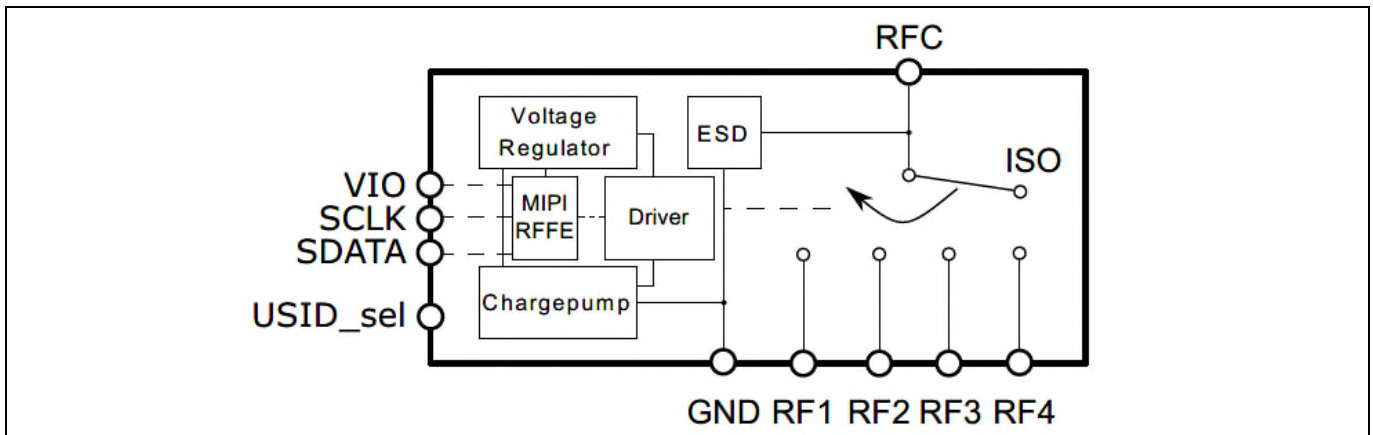 RFC
Voltage
Regulator
ESD
ISO
VIO
SCLK
SDATA
MIPI
RFFE
Driver
USID_sel
Chargepump
GND RF1 RF2 RF3 RF4